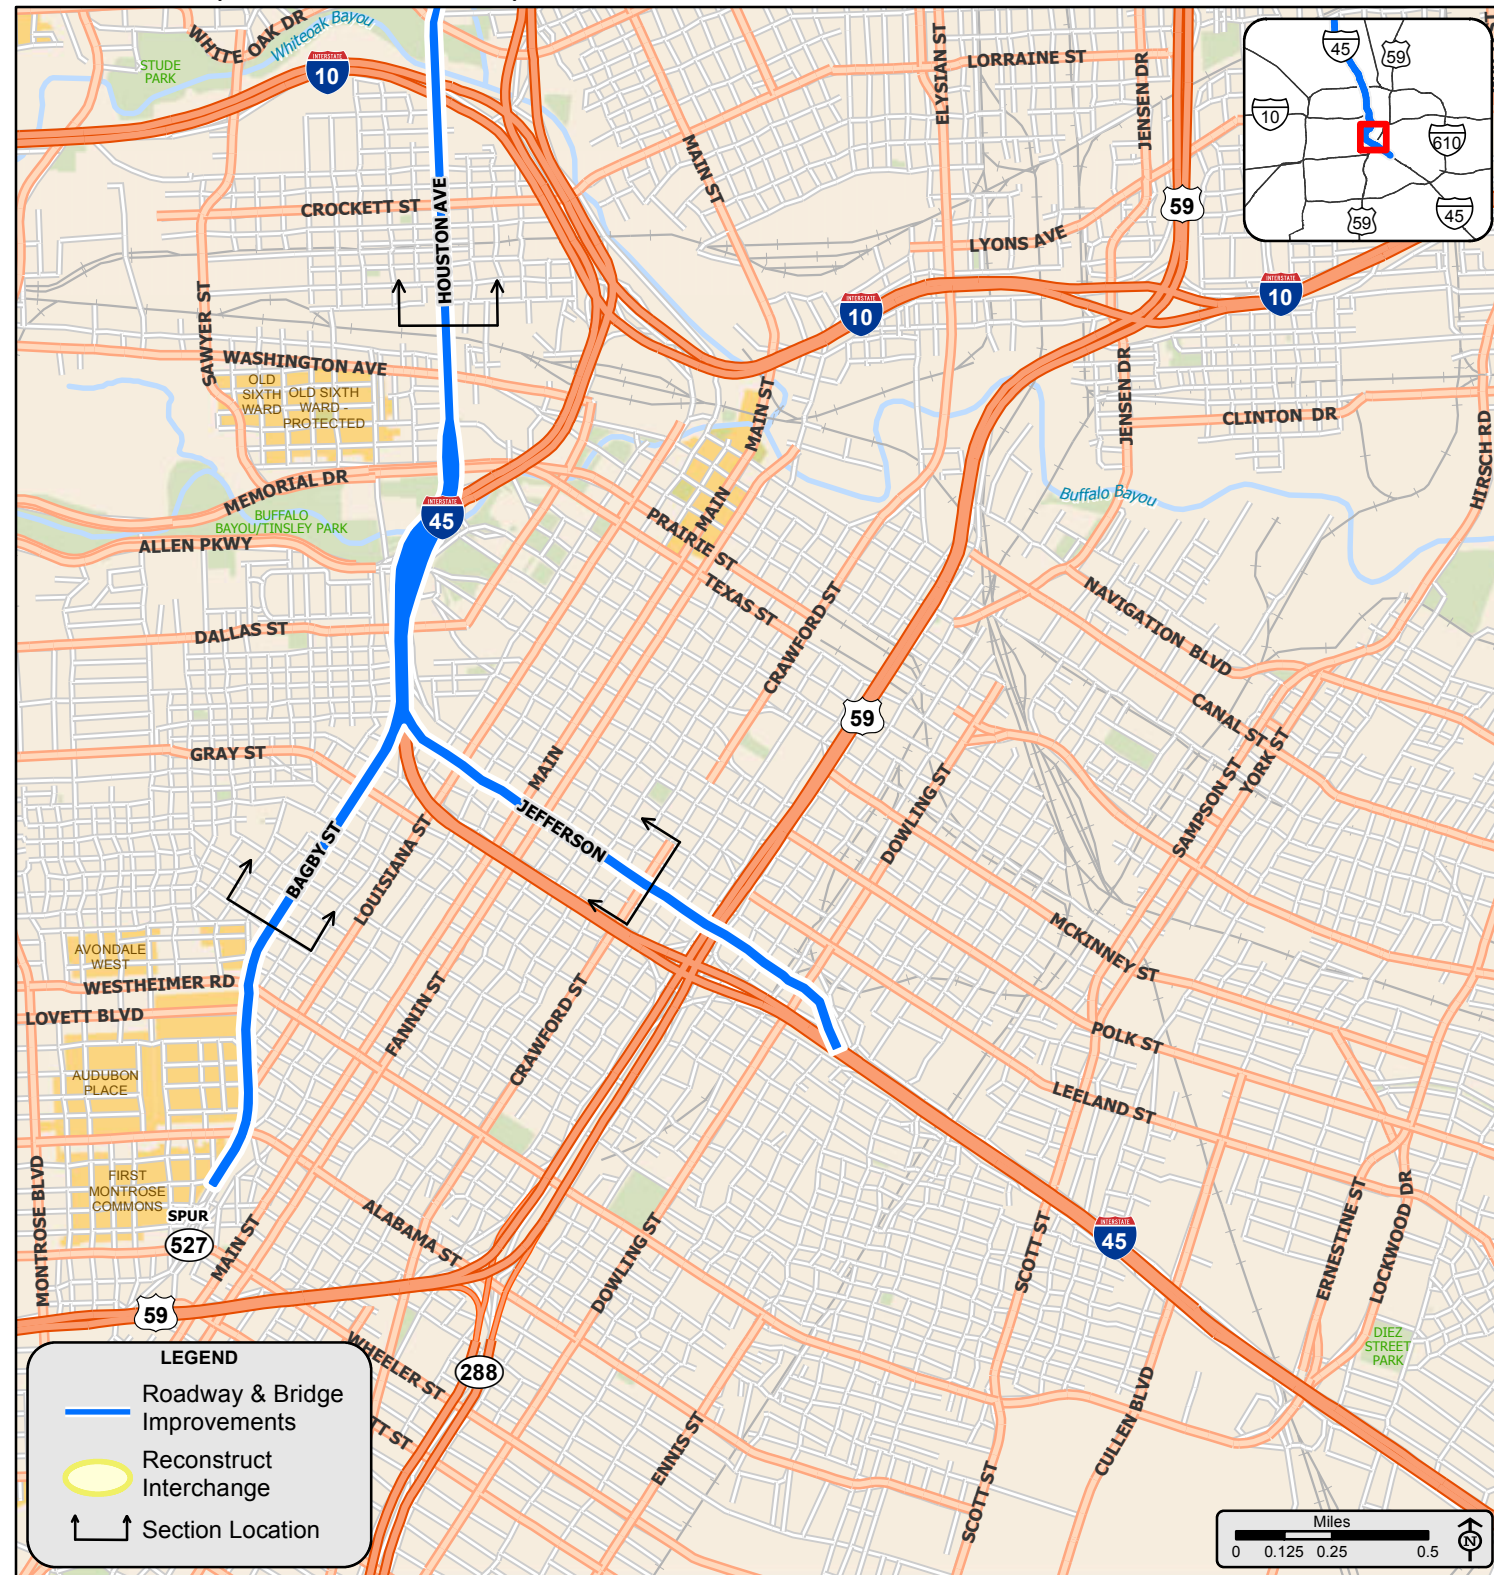 WHITE OAK DR
Whiteoak Bayou
STUDE
PARK
INTERSTATE
10
ELYSIAN ST
LORRAINE ST
JENSEN DR
45
59
10
610
59
45
MAIN ST
HOUSTON AVE
CROCKETT ST
59
LYONS AVE
INTERSTATE
10
INTERSTATE
10
SAWYER ST
WASHINGTON AVE
OLD
SIXTH
WARD
OLD SIXTH
WARD -
PROTECTED
MAIN ST
JENSEN DR
CLINTON DR
HIRSCH RD
MEMORIAL DR
BUFFALO
BAYOU/TINSLEY PARK
ALLEN PKWY
INTERSTATE
45
MAIN
PRAIRIE ST
TEXAS ST
Buffalo Bayou
CRAWFORD ST
NAVIGATION BLVD
DALLAS ST
59
CANAL ST
YORK ST
SAMPSON ST
GRAY ST
MAIN
DOWLING ST
JEFFERSON
BAGBY ST
LOUISIANA ST
MCKINNEY ST
AVONDALE
WEST
WESTHEIMER RD
LOVETT BLVD
FANNIN ST
CRAWFORD ST
POLK ST
LEELAND ST
AUDUBON
PLACE
FIRST
MONTROSE
COMMONS
MONTROSE BLVD
SPUR
527
MAIN ST
ALABAMA ST
DOWLING ST
SCOTT ST
INTERSTATE
45
ERNESTINE ST
LOCKWOOD DR
59
DIEZ
STREET
PARK
WHEELER ST
288
TT ST
ENNIS ST
CULLEN BLVD
SCOTT ST
LEGEND
Roadway & Bridge
Improvements
Reconstruct
Interchange
Section Location
Miles
0 0.125 0.25 0.5
N